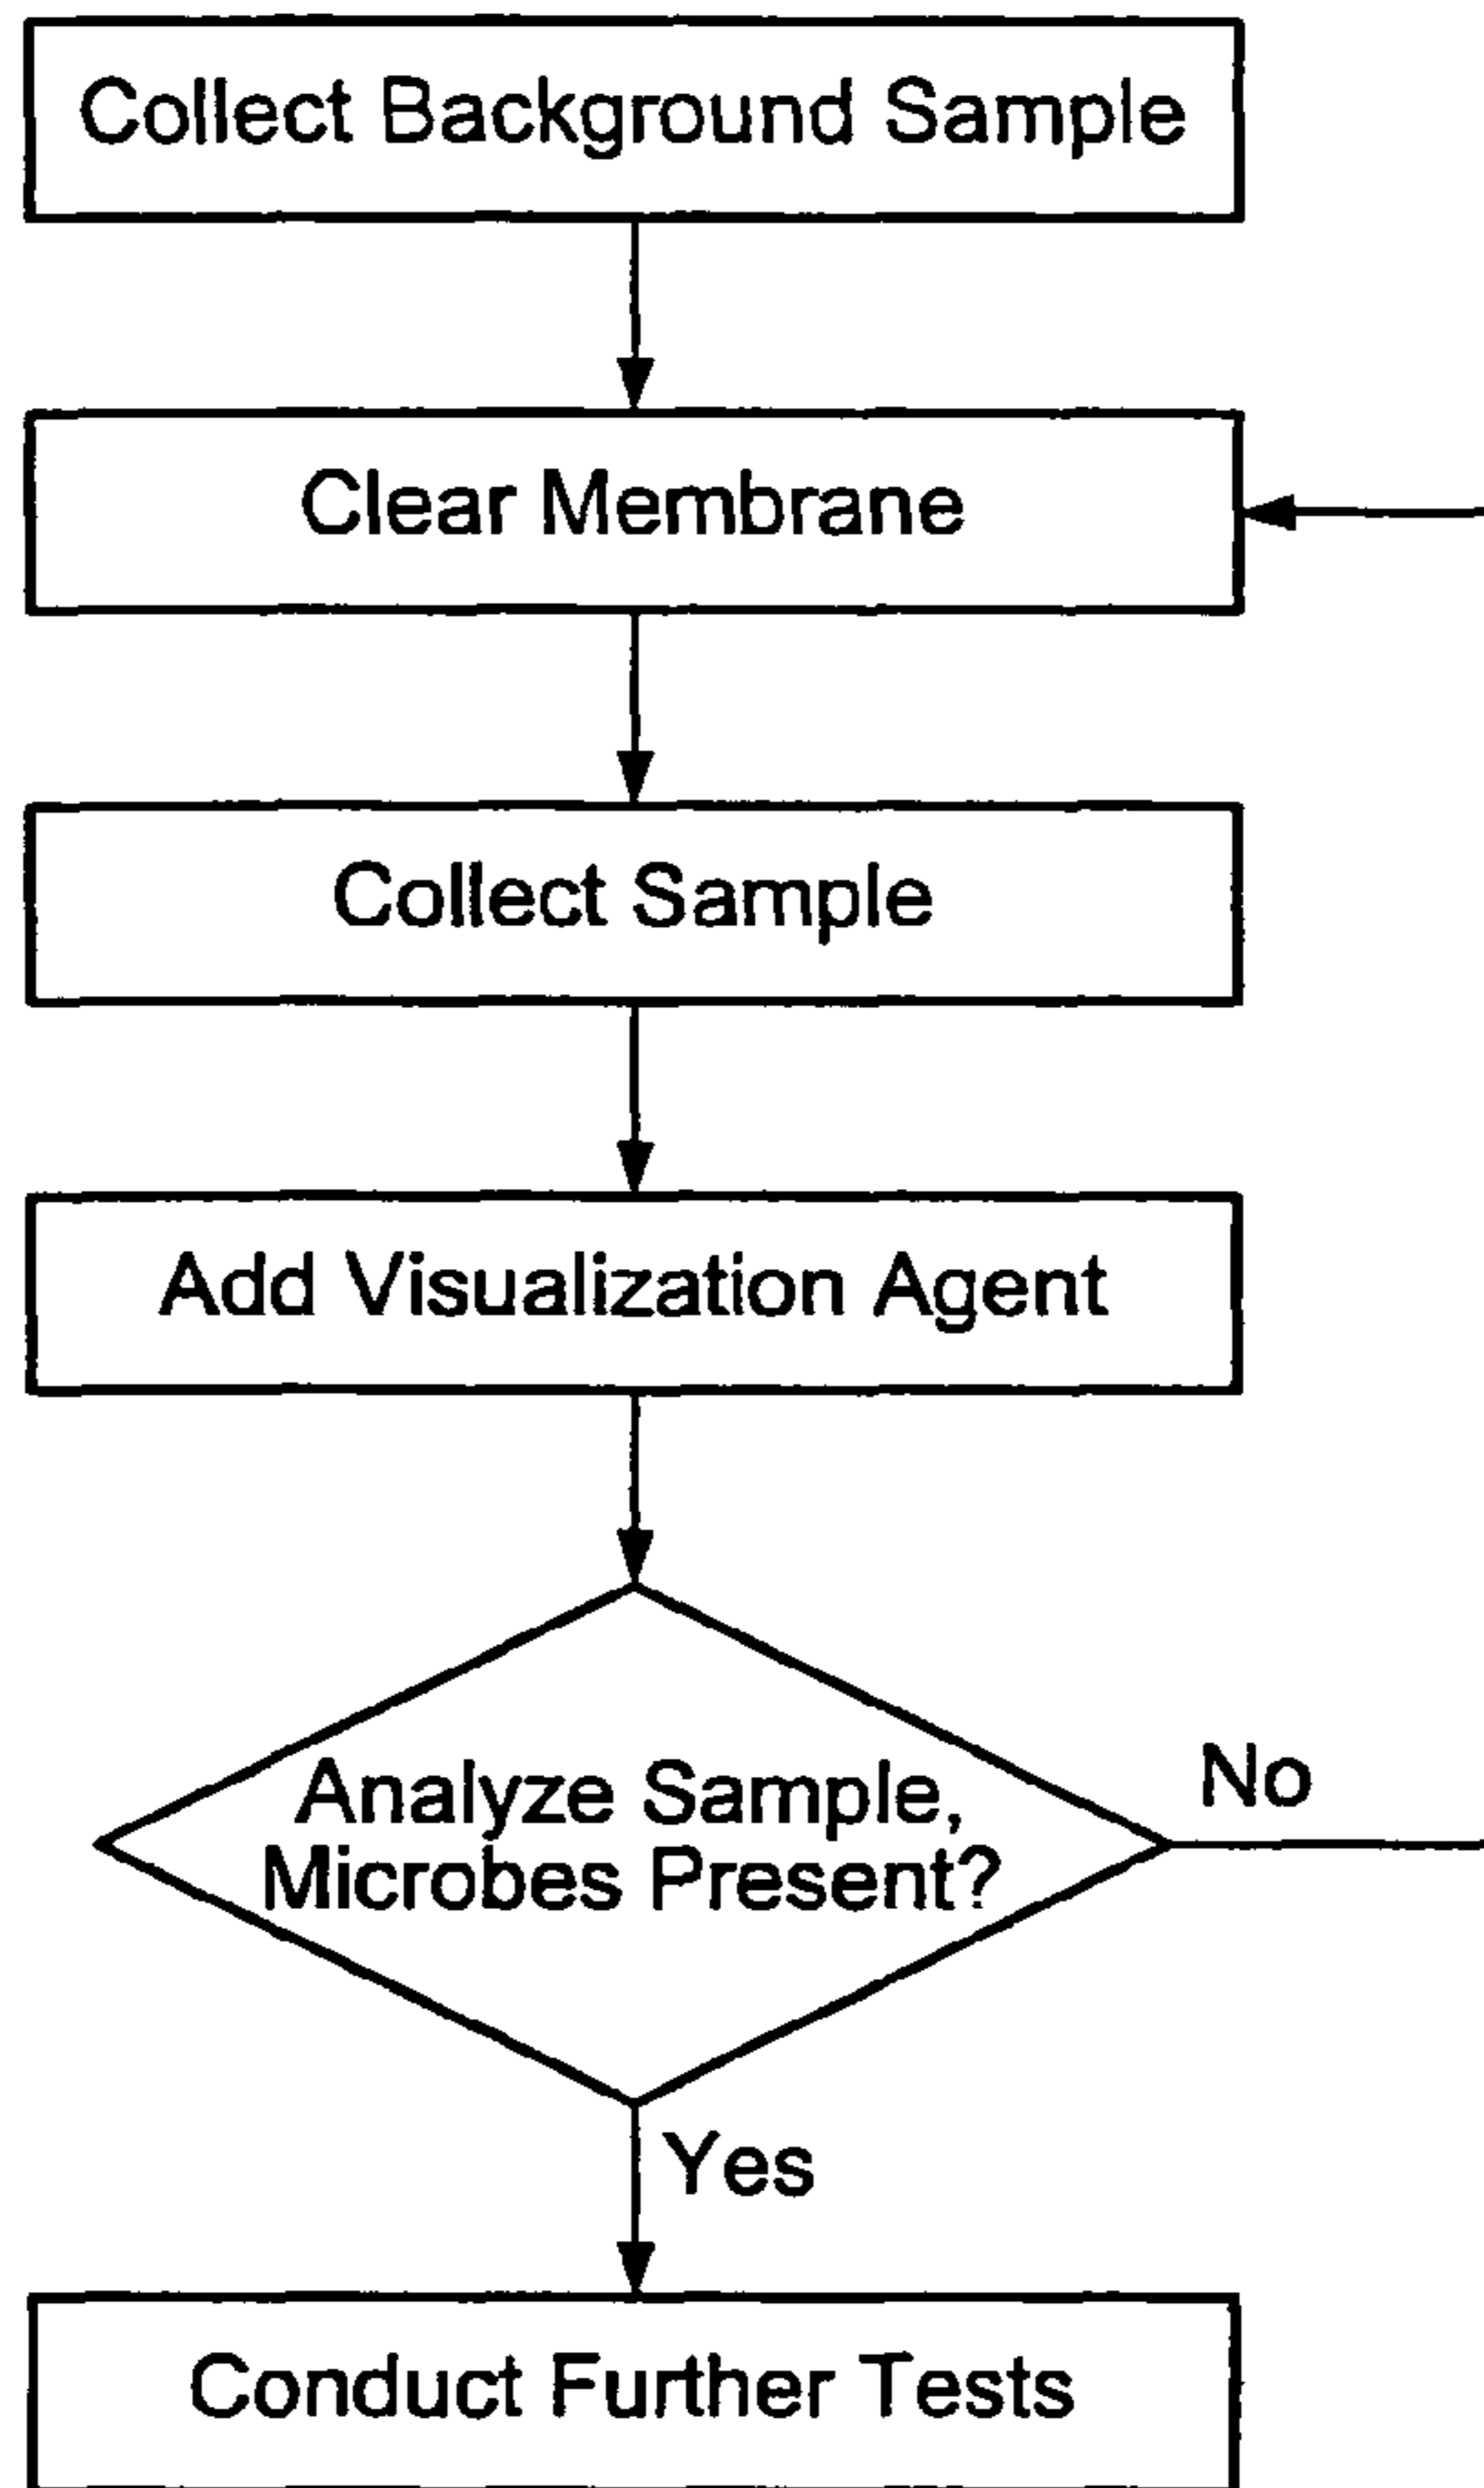 Collect Background Sample
Clear Membrane
Collect Sample
Add Visualization Agent
Analyze Sample,
Microbes Present?
No
Yes
Conduct Further Tests